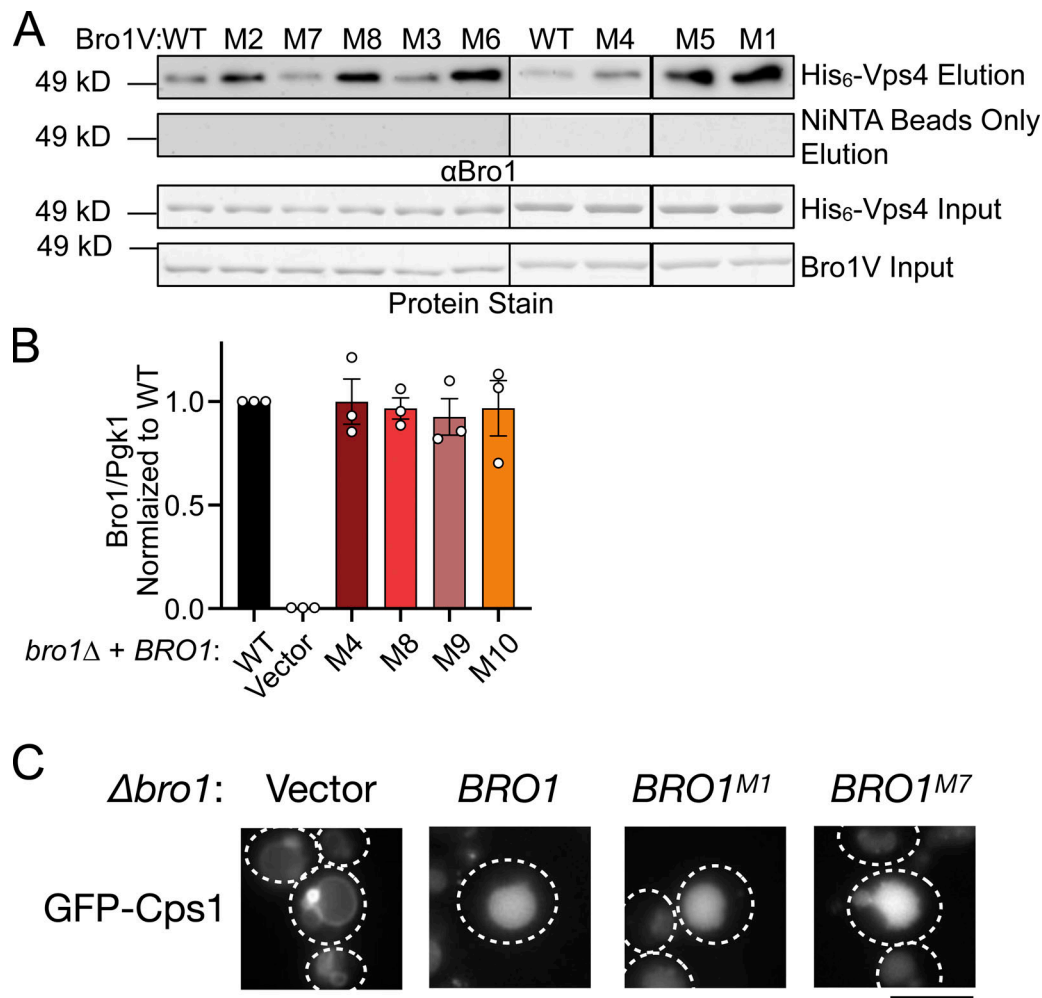 A
Bro1V: WT M2 M7 M8 M3 M6 WT M4 M5 M1
49 kD
His₆-Vps4 Elution
49 kD
NiNTA Beads Only
Elution
αBro1
49 kD
His₆-Vps4 Input
49 kD
Bro1V Input
Protein Stain
B
Bro1/Pgk1
Normlaized to WT
1.0
0.5
0.0
bro1Δ + BRO1:
WT
Vector
M4
M8
M9
M10
C
Δbro1: Vector BRO1 BRO1ᴹ¹ BRO1ᴹ⁷
GFP-Cps1